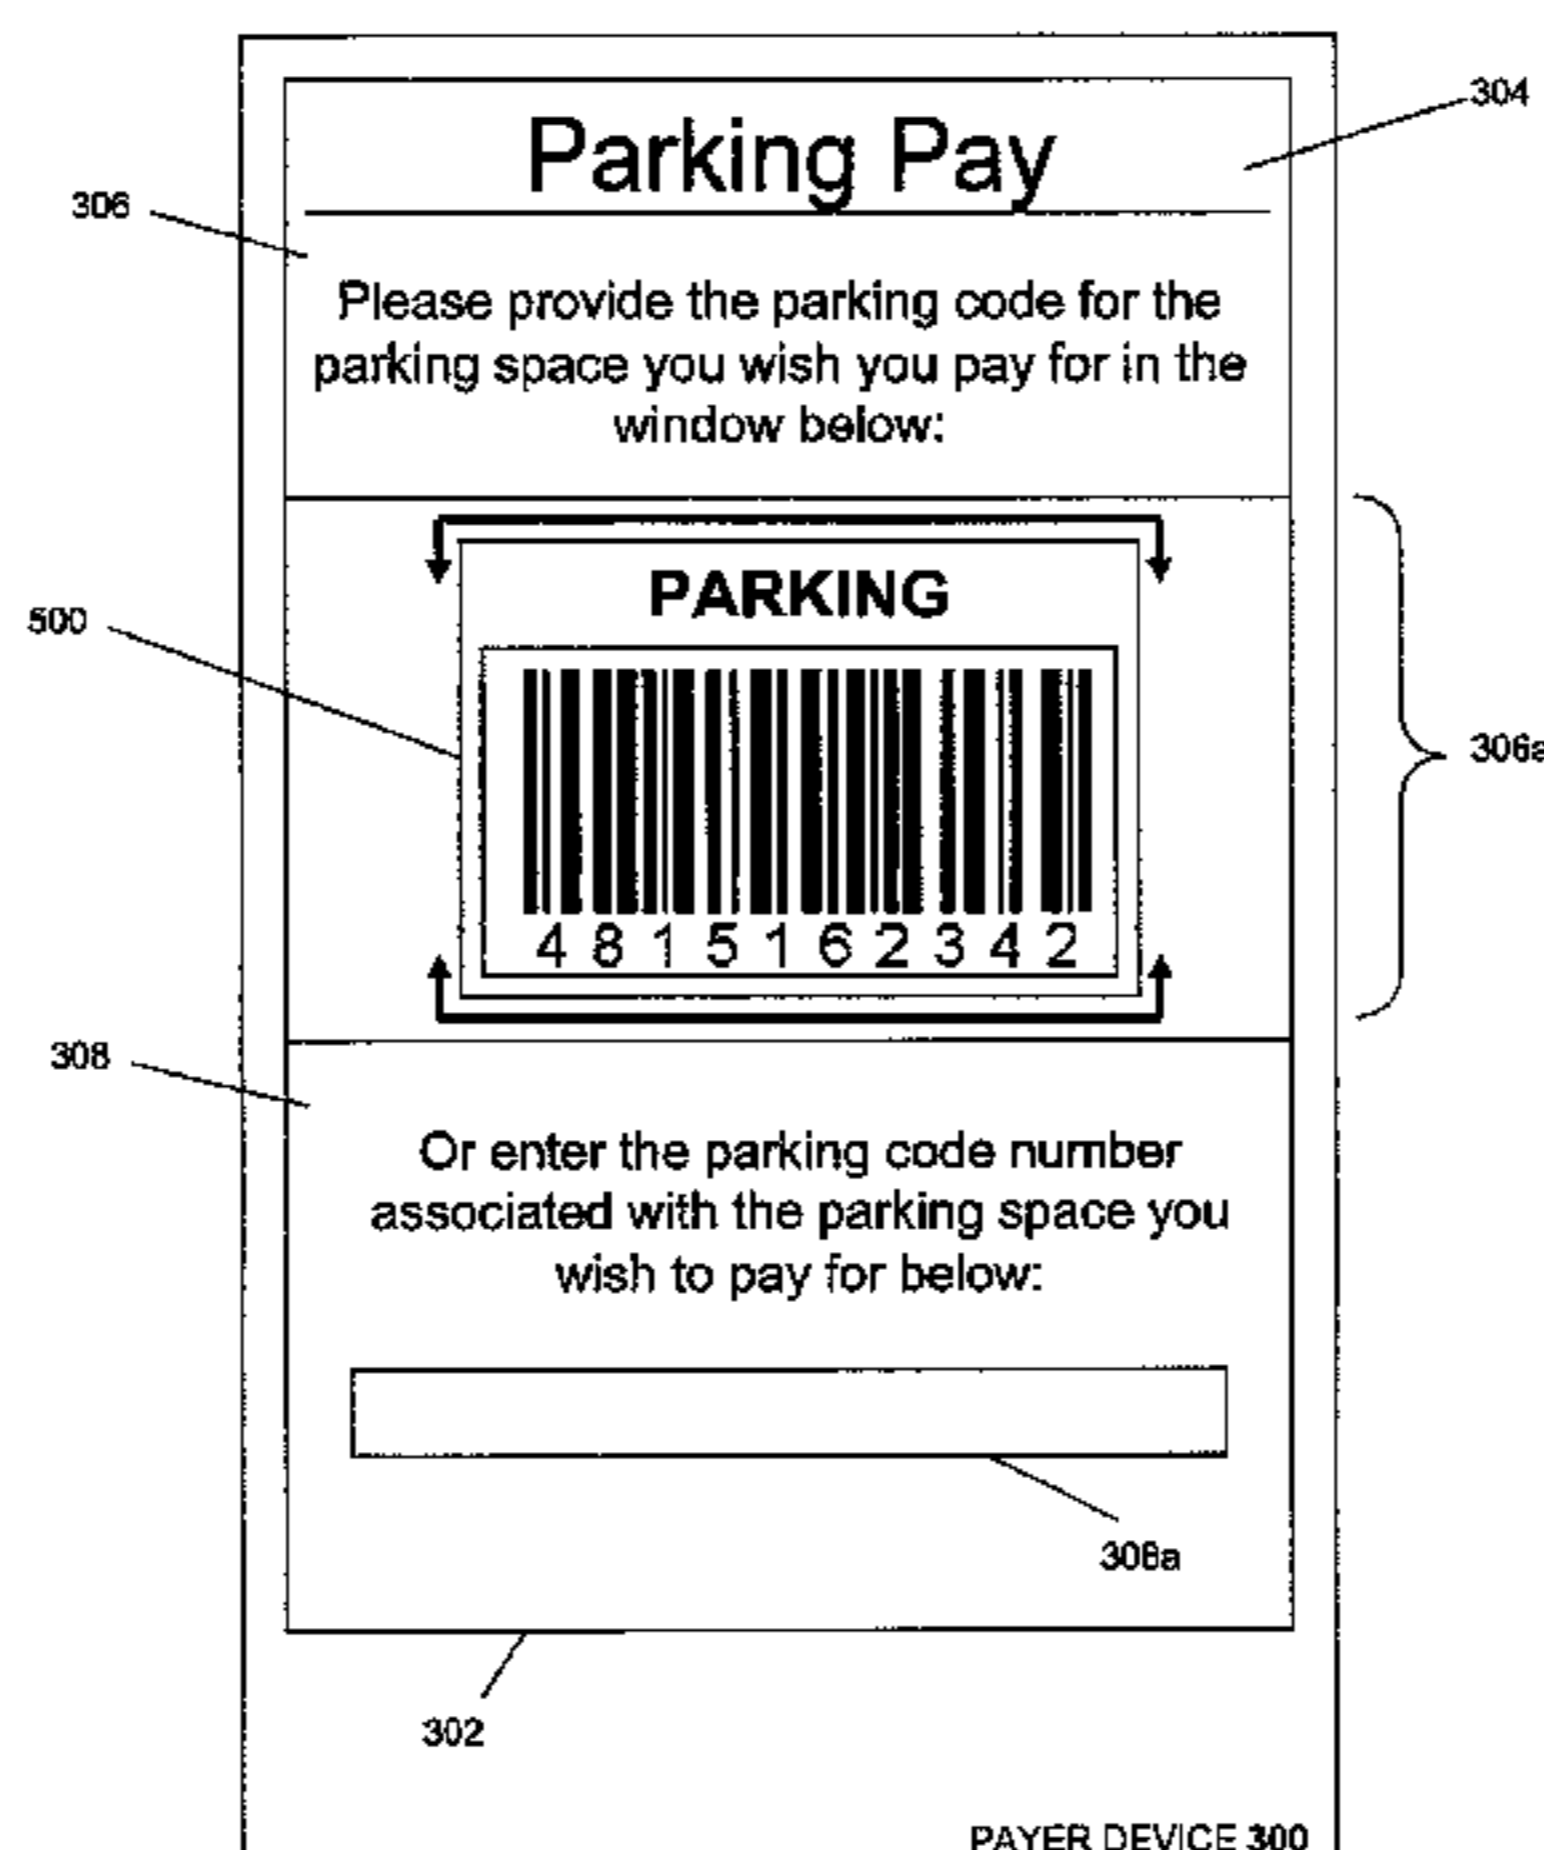 304
Parking Pay
306
Please provide the parking code for the
parking space you wish you pay for in the
window below:
PARKING
500
306a
4 8 1 5 1 6 2 3 4 2
308
Or enter the parking code number
associated with the parking space you
wish to pay for below:
308a
302
PAYER DEVICE 300